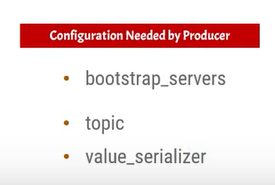 Configuration Needed by Producer
• bootstrap_servers
• topic
• value_serializer